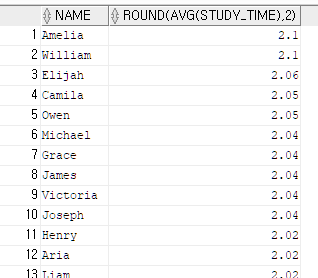 NAME ROUND(AVG(STUDY_TIME),2)
1 Amelia 2.1
2 William 2.1
3 Elijah 2.06
4 Camila 2.05
5 Owen 2.05
6 Michael 2.04
7 Grace 2.04
8 James 2.04
9 Victoria 2.04
10 Joseph 2.04
11 Henry 2.02
12 Aria 2.02
13 Liam 2.02